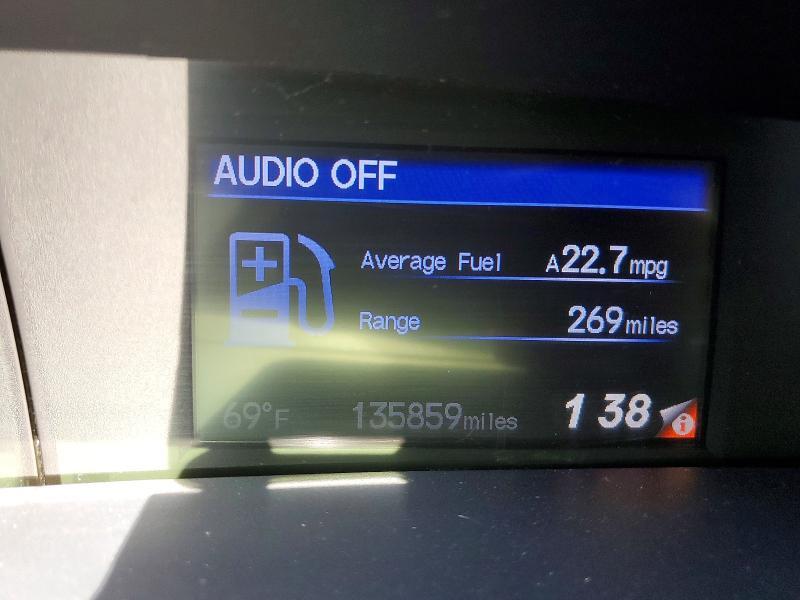 AUDIO OFF
Average Fuel A22.7mpg
Range 269miles
69°F 135859miles 1 38
i